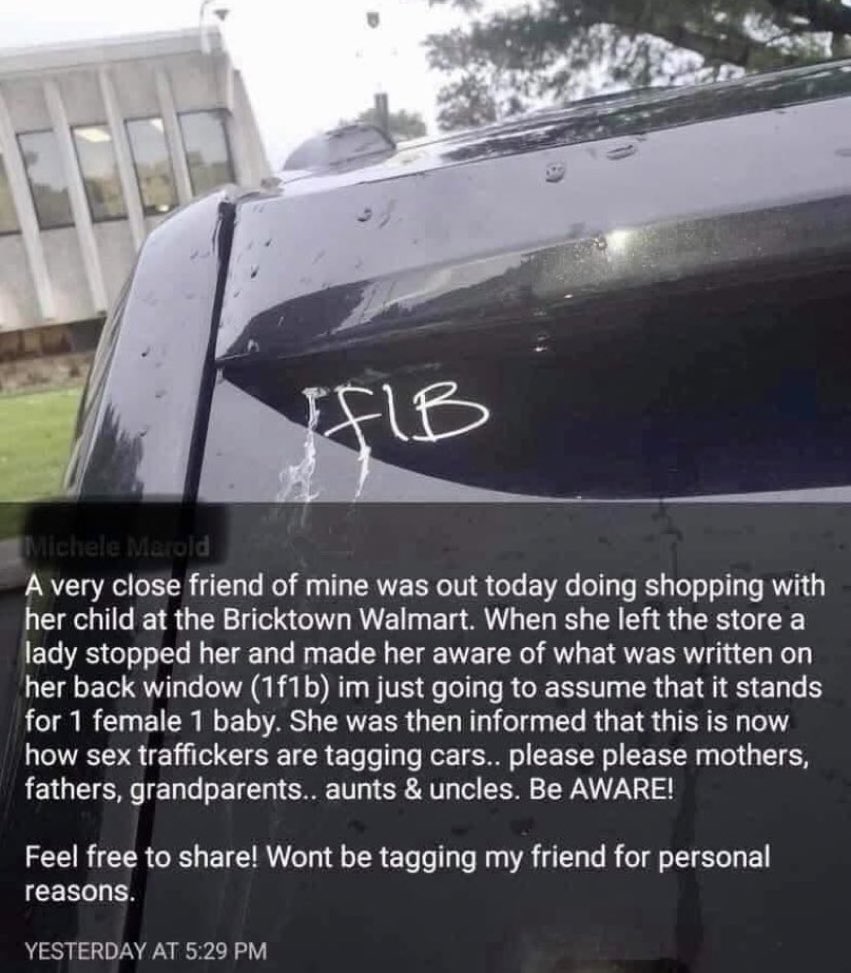 1f1B
Michele Marold
A very close friend of mine was out today doing shopping with
her child at the Bricktown Walmart. When she left the store a
lady stopped her and made her aware of what was written on
her back window (1f1b) im just going to assume that it stands
for 1 female 1 baby. She was then informed that this is now
how sex traffickers are tagging cars.. please please mothers,
fathers, grandparents.. aunts & uncles. Be AWARE!
Feel free to share! Wont be tagging my friend for personal
reasons.
YESTERDAY AT 5:29 PM